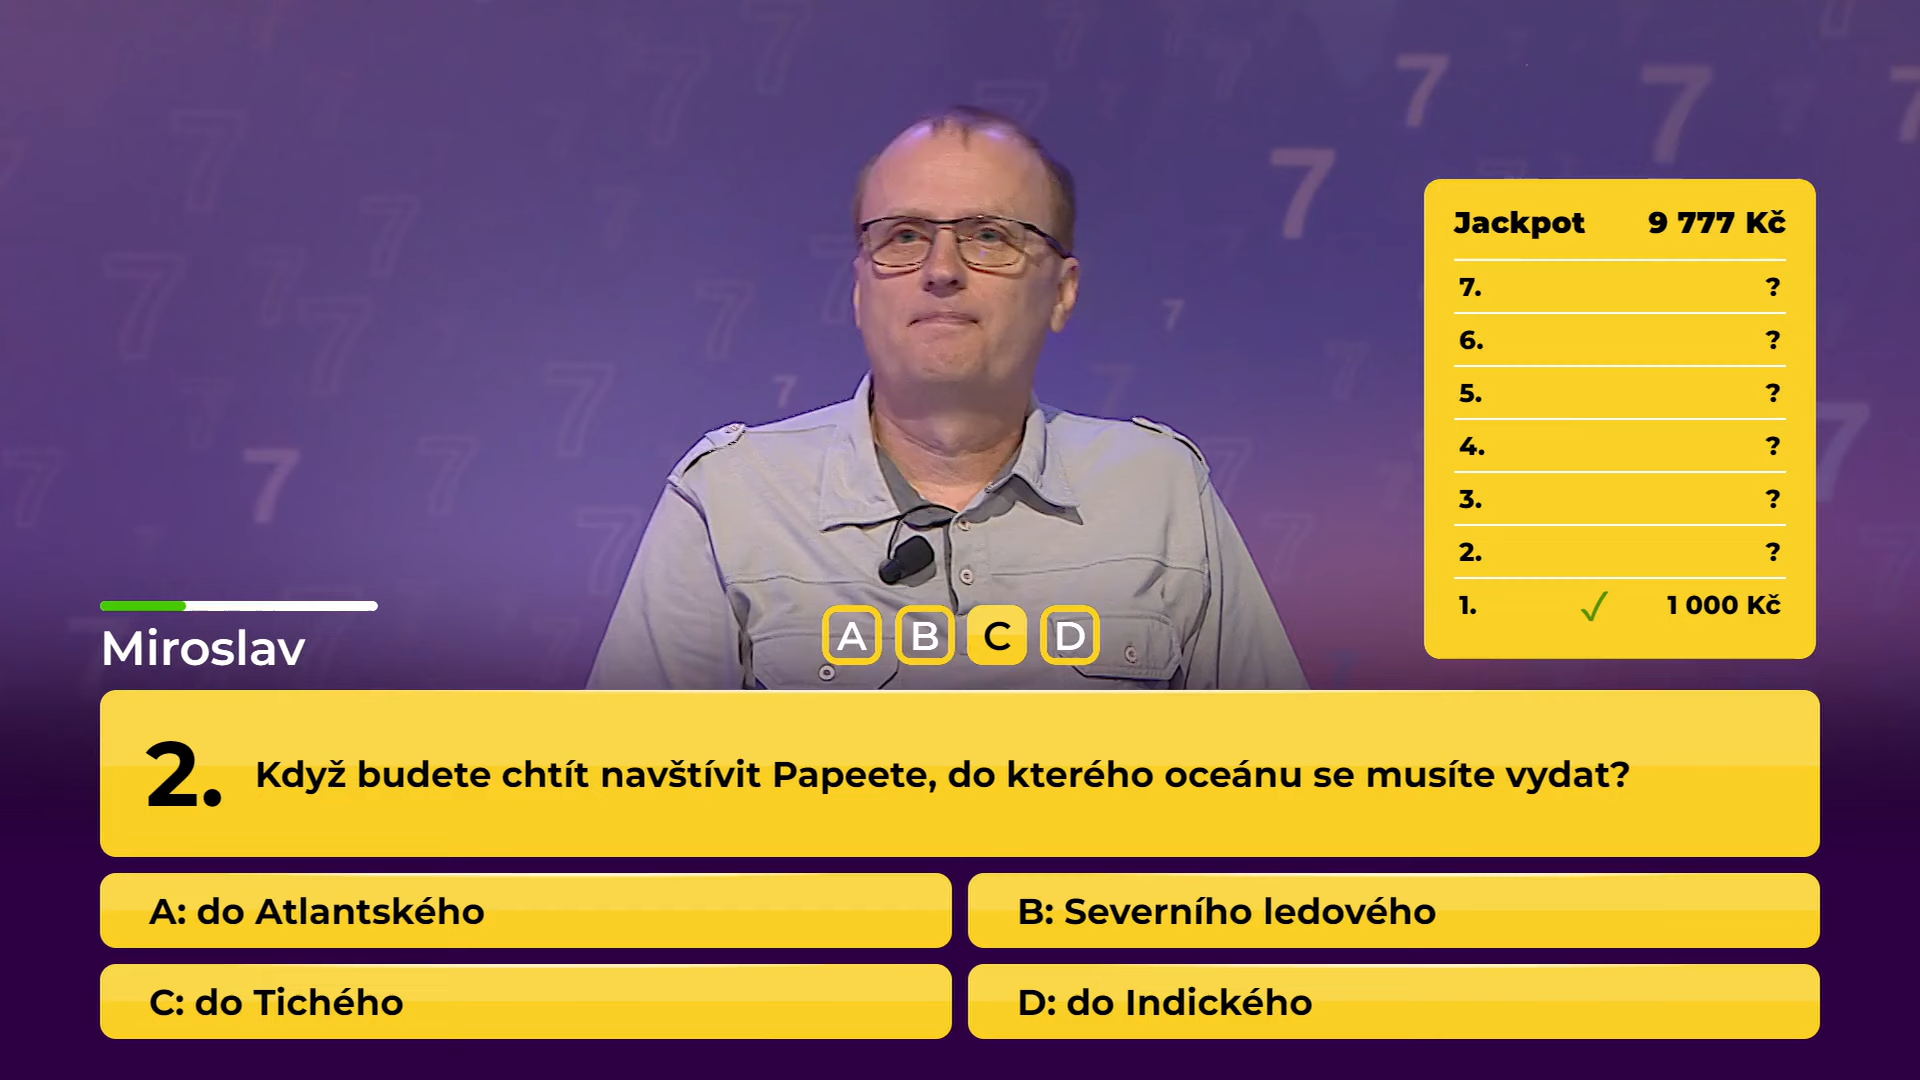 Jackpot 9 777 Kč
7. ?
6. ?
5. ?
4. ?
3. ?
2. ?
1. ✓ 1 000 Kč
Miroslav
A B C D
2. Když budete chtít navštívit Papeete, do kterého oceánu se musíte vydat?
A: do Atlantského
B: Severního ledového
C: do Tichého
D: do Indického